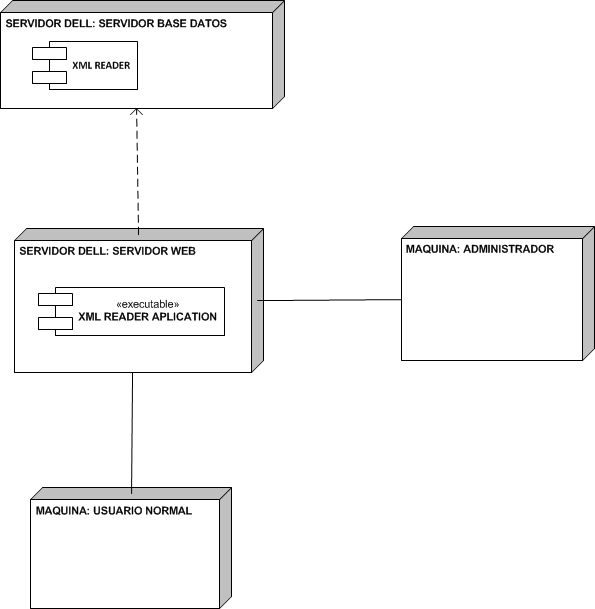 SERVIDOR DELL: SERVIDOR BASE DATOS
XML READER
SERVIDOR DELL: SERVIDOR WEB
«executable»
XML READER APLICATION
MAQUINA: ADMINISTRADOR
MAQUINA: USUARIO NORMAL